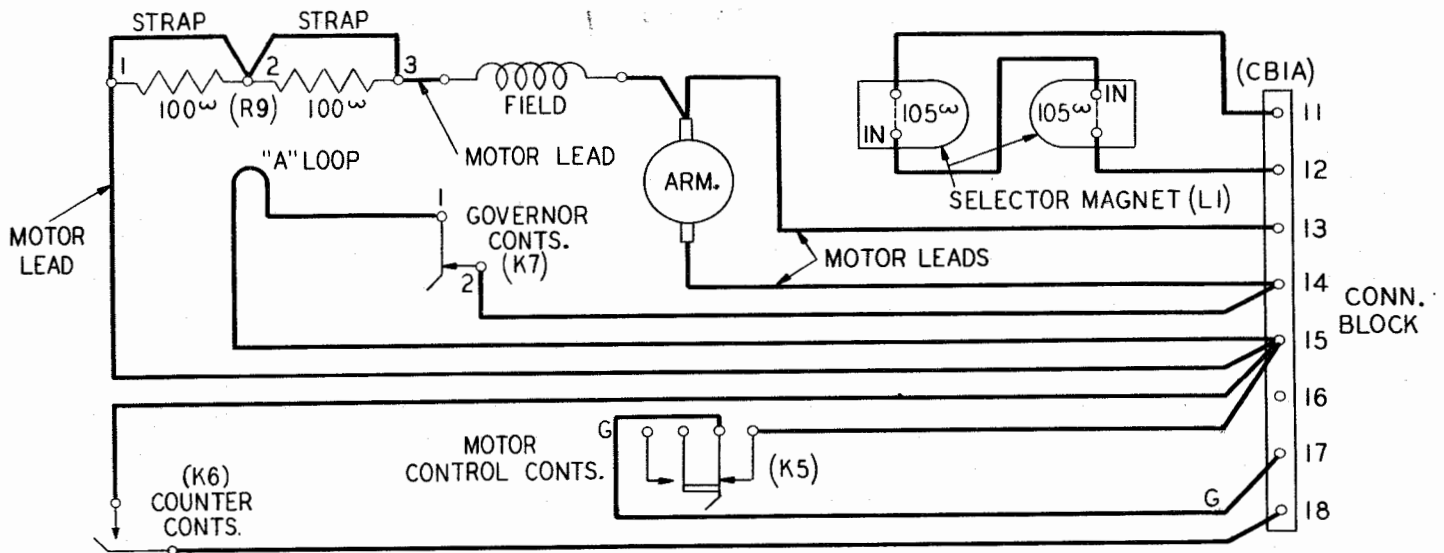 STRAP
STRAP
1
2
3
100ω
(R9)
100ω
FIELD
MOTOR LEAD
"A" LOOP
MOTOR
LEAD
1
GOVERNOR
CONTS.
(K7)
2
ARM.
MOTOR LEADS
105ω
IN
105ω
IN
SELECTOR MAGNET (L1)
(CB1A)
11
12
13
14
15
16
17
18
CONN.
BLOCK
G
MOTOR
CONTROL CONTS.
(K5)
G
(K6)
COUNTER
CONTS.